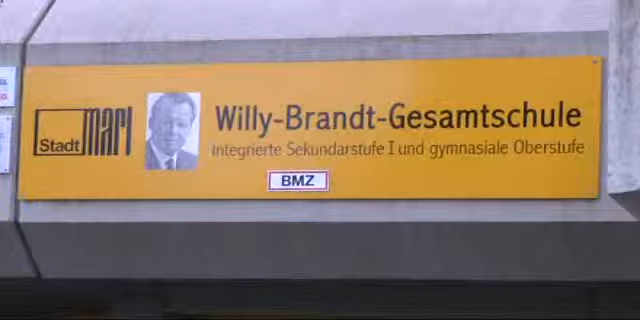 Stadt marl
Willy-Brandt-Gesamtschule
Integrierte Sekundarstufe I und gymnasiale Oberstufe
BMZ